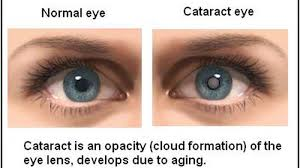 Normal eye
Cataract eye
Cataract is an opacity (cloud formation) of the
eye lens, develops due to aging.